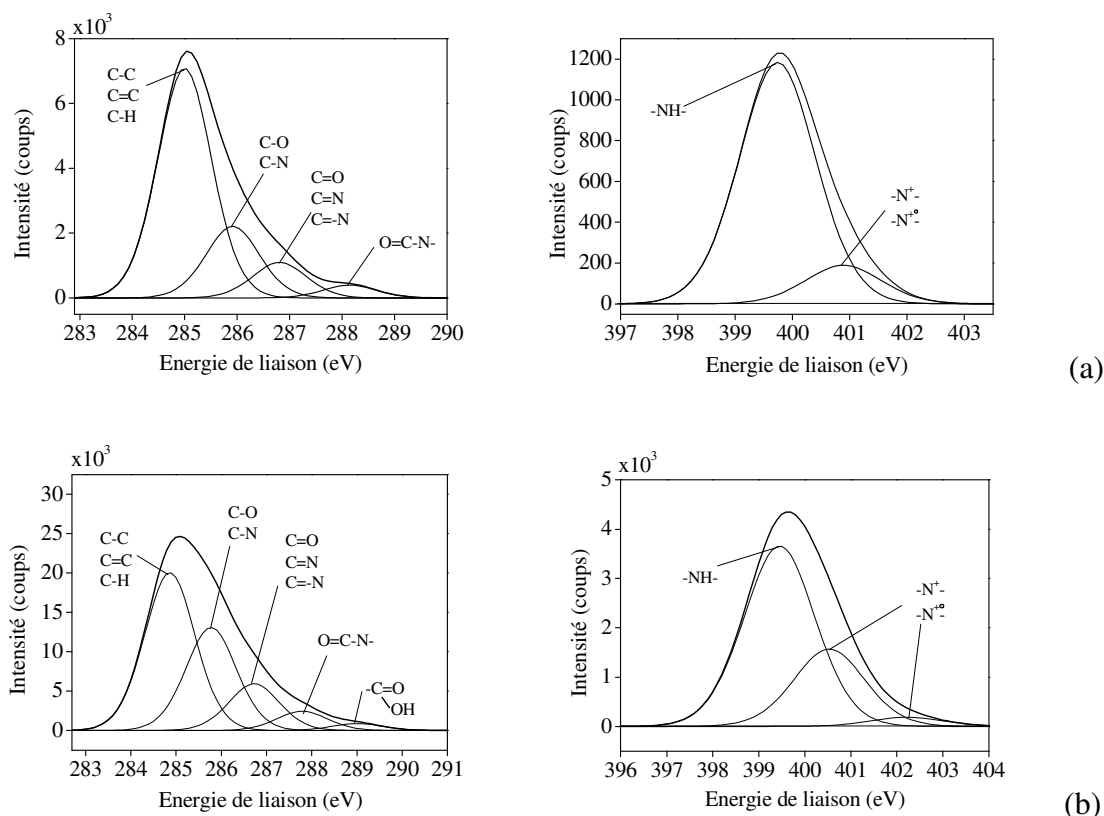 x10³
8
6
4
2
0
Intensité (coups)
C-C
C=C
C-H
C-O
C-N
C=O
C=N
C=-N
O=C-N-
283 284 285 286 287 288 289 290
Energie de liaison (eV)
1200
1000
800
600
400
200
0
Intensité (coups)
-NH-
-N⁺-
-N⁺°-
397 398 399 400 401 402 403
Energie de liaison (eV)
(a)
x10³
30
25
20
15
10
5
0
Intensité (coups)
C-C
C=C
C-H
C-O
C-N
C=O
C=N
C=-N
O=C-N-
-C=O
OH
283 284 285 286 287 288 289 290 291
Energie de liaison (eV)
x10³
5
4
3
2
1
0
Intensité (coups)
-NH-
-N⁺-
-N⁺°-
396 397 398 399 400 401 402 403 404
Energie de liaison (eV)
(b)